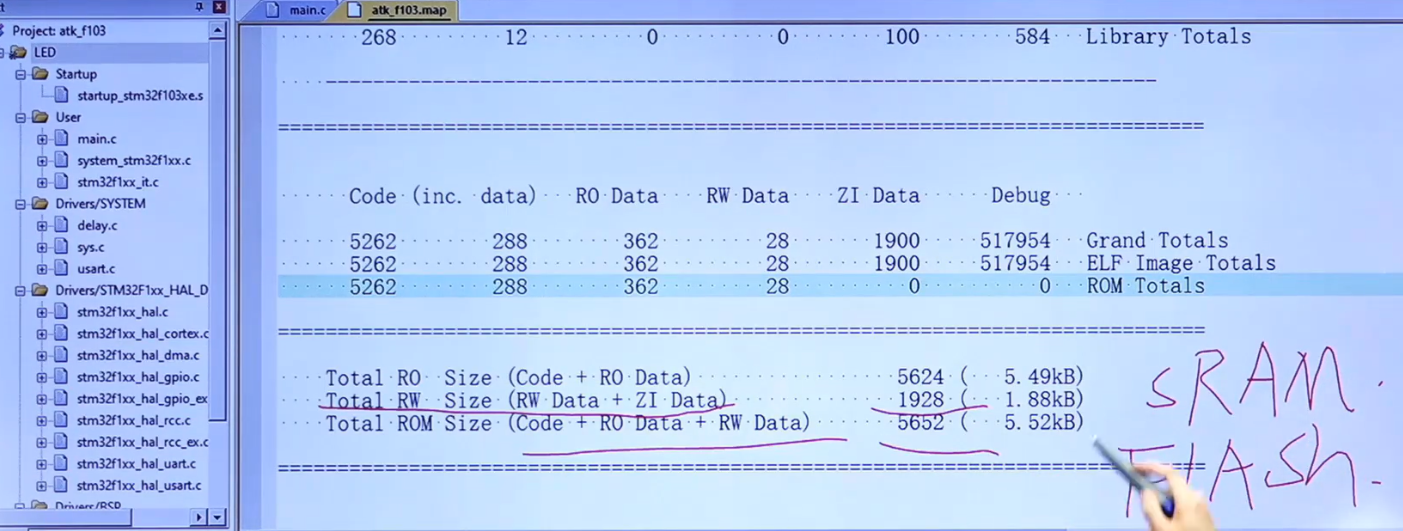 main.c
atk_f103.map
Project: atk_f103
LED
Startup
startup_stm32f103xe.s
User
main.c
system_stm32f1xx.c
stm32f1xx_it.c
Drivers/SYSTEM
delay.c
sys.c
usart.c
Drivers/STM32F1xx_HAL_D
stm32f1xx_hal.c
stm32f1xx_hal_cortex.c
stm32f1xx_hal_dma.c
stm32f1xx_hal_gpio.c
stm32f1xx_hal_gpio_ex
stm32f1xx_hal_rcc.c
stm32f1xx_hal_rcc_ex.c
stm32f1xx_hal_uart.c
stm32f1xx_hal_usart.c
Drivers/BSP
268 12 0 0 100 584 Library Totals
Code (inc. data) RO Data RW Data ZI Data Debug
5262 288 362 28 1900 517954 Grand Totals
5262 288 362 28 1900 517954 ELF Image Totals
5262 288 362 28 0 0 ROM Totals
Total RO Size (Code + RO Data) 5624 ( 5.49kB)
Total RW Size (RW Data + ZI Data) 1928 ( 1.88kB)
Total ROM Size (Code + RO Data + RW Data) 5652 ( 5.52kB)
SRAM.
FlASh.